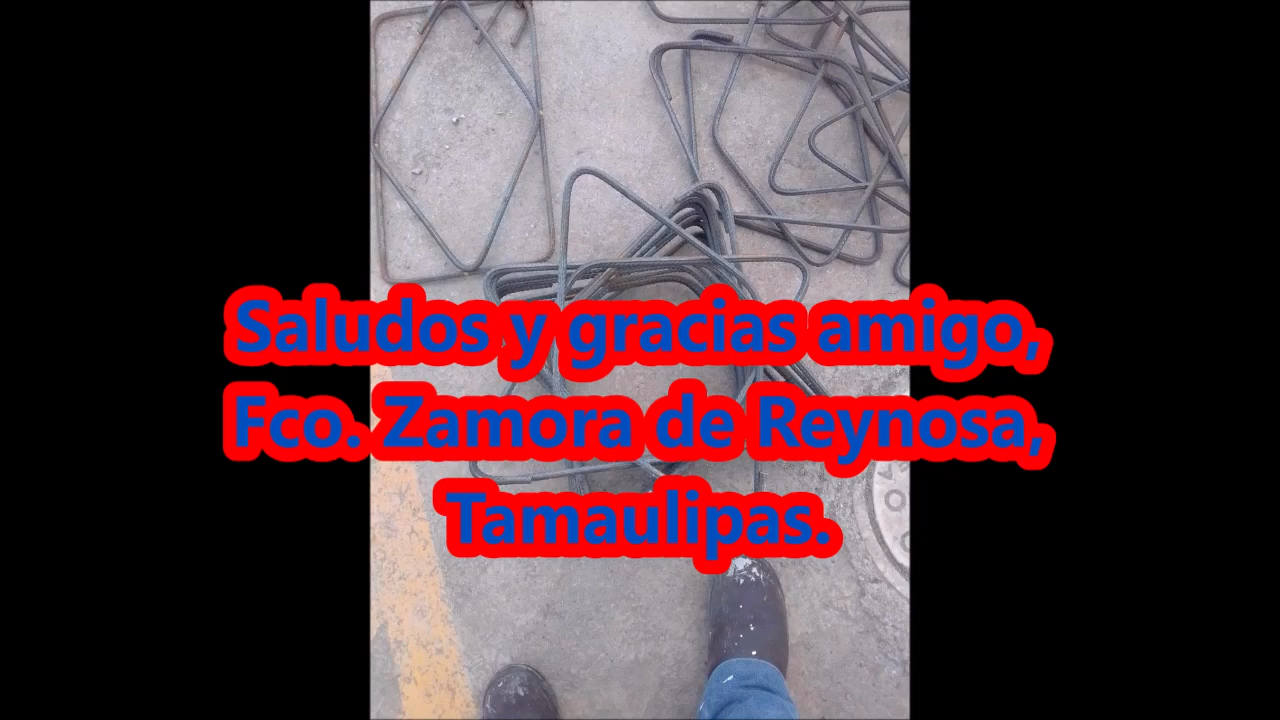 Saludos y gracias amigo,
Fco. Zamora de Reynosa,
Tamaulipas.